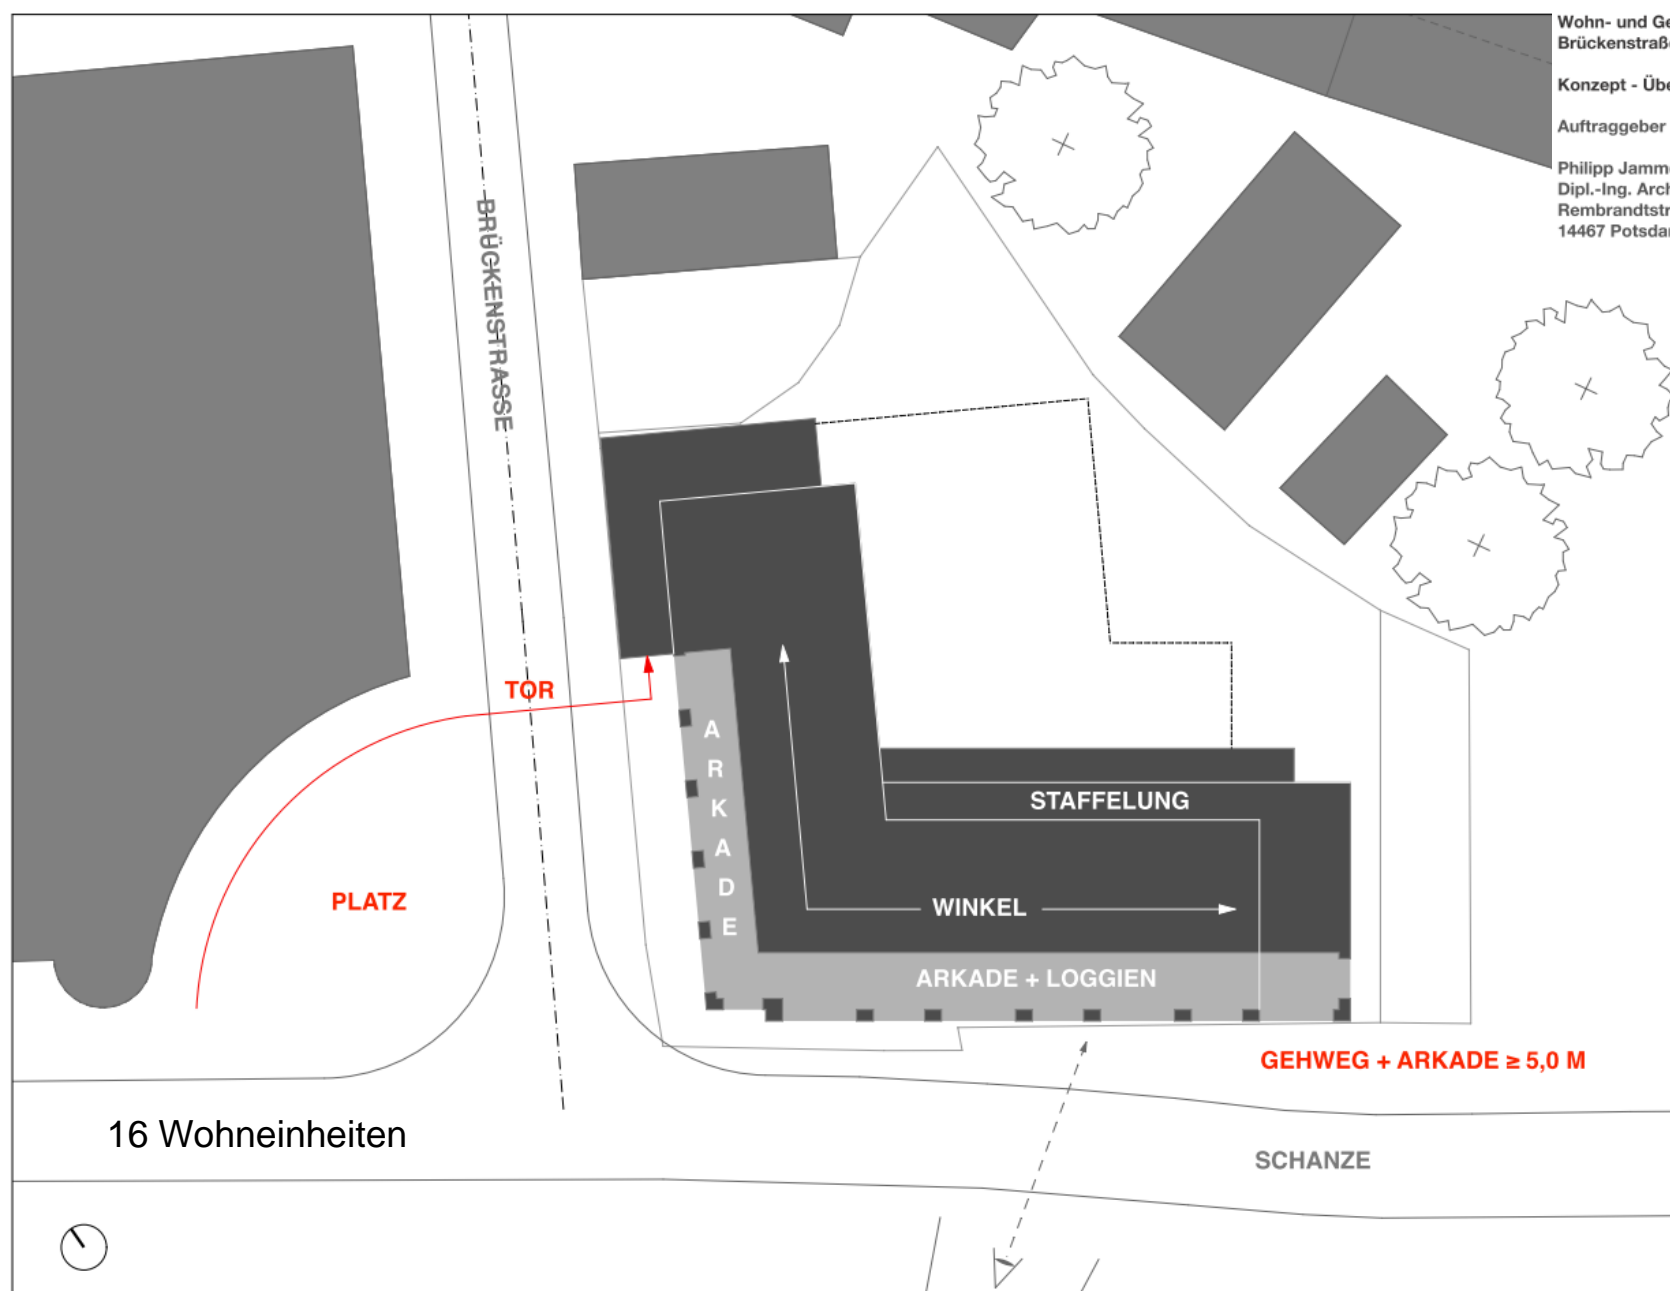 Wohn- und Ge
Brückenstraß
Konzept - Übe
Auftraggeber
Philipp Jamm
Dipl.-Ing. Arch
Rembrandtstr
14467 Potsda
BRÜCKENSTRASSE
TOR
PLATZ
ARKADE
STAFFELUNG
WINKEL
ARKADE + LOGGIEN
GEHWEG + ARKADE ≥ 5,0 M
16 Wohneinheiten
SCHANZE